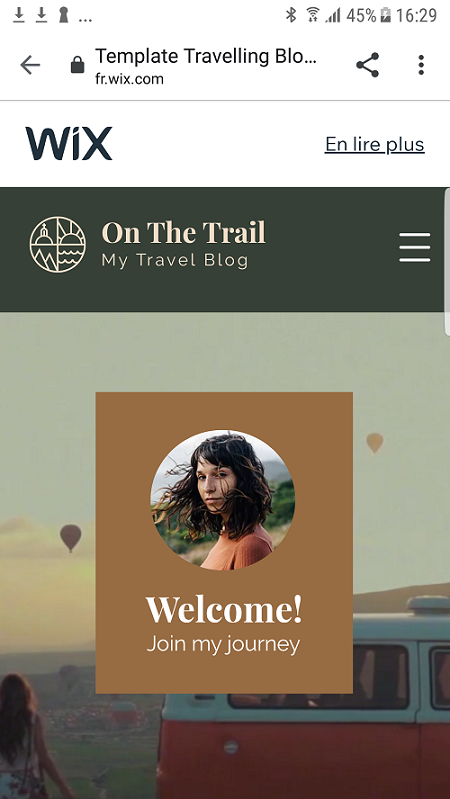 ... 45% 16:29
Template Travelling Blo...
fr.wix.com
WiX
En lire plus
On The Trail
My Travel Blog
Welcome!
Join my journey